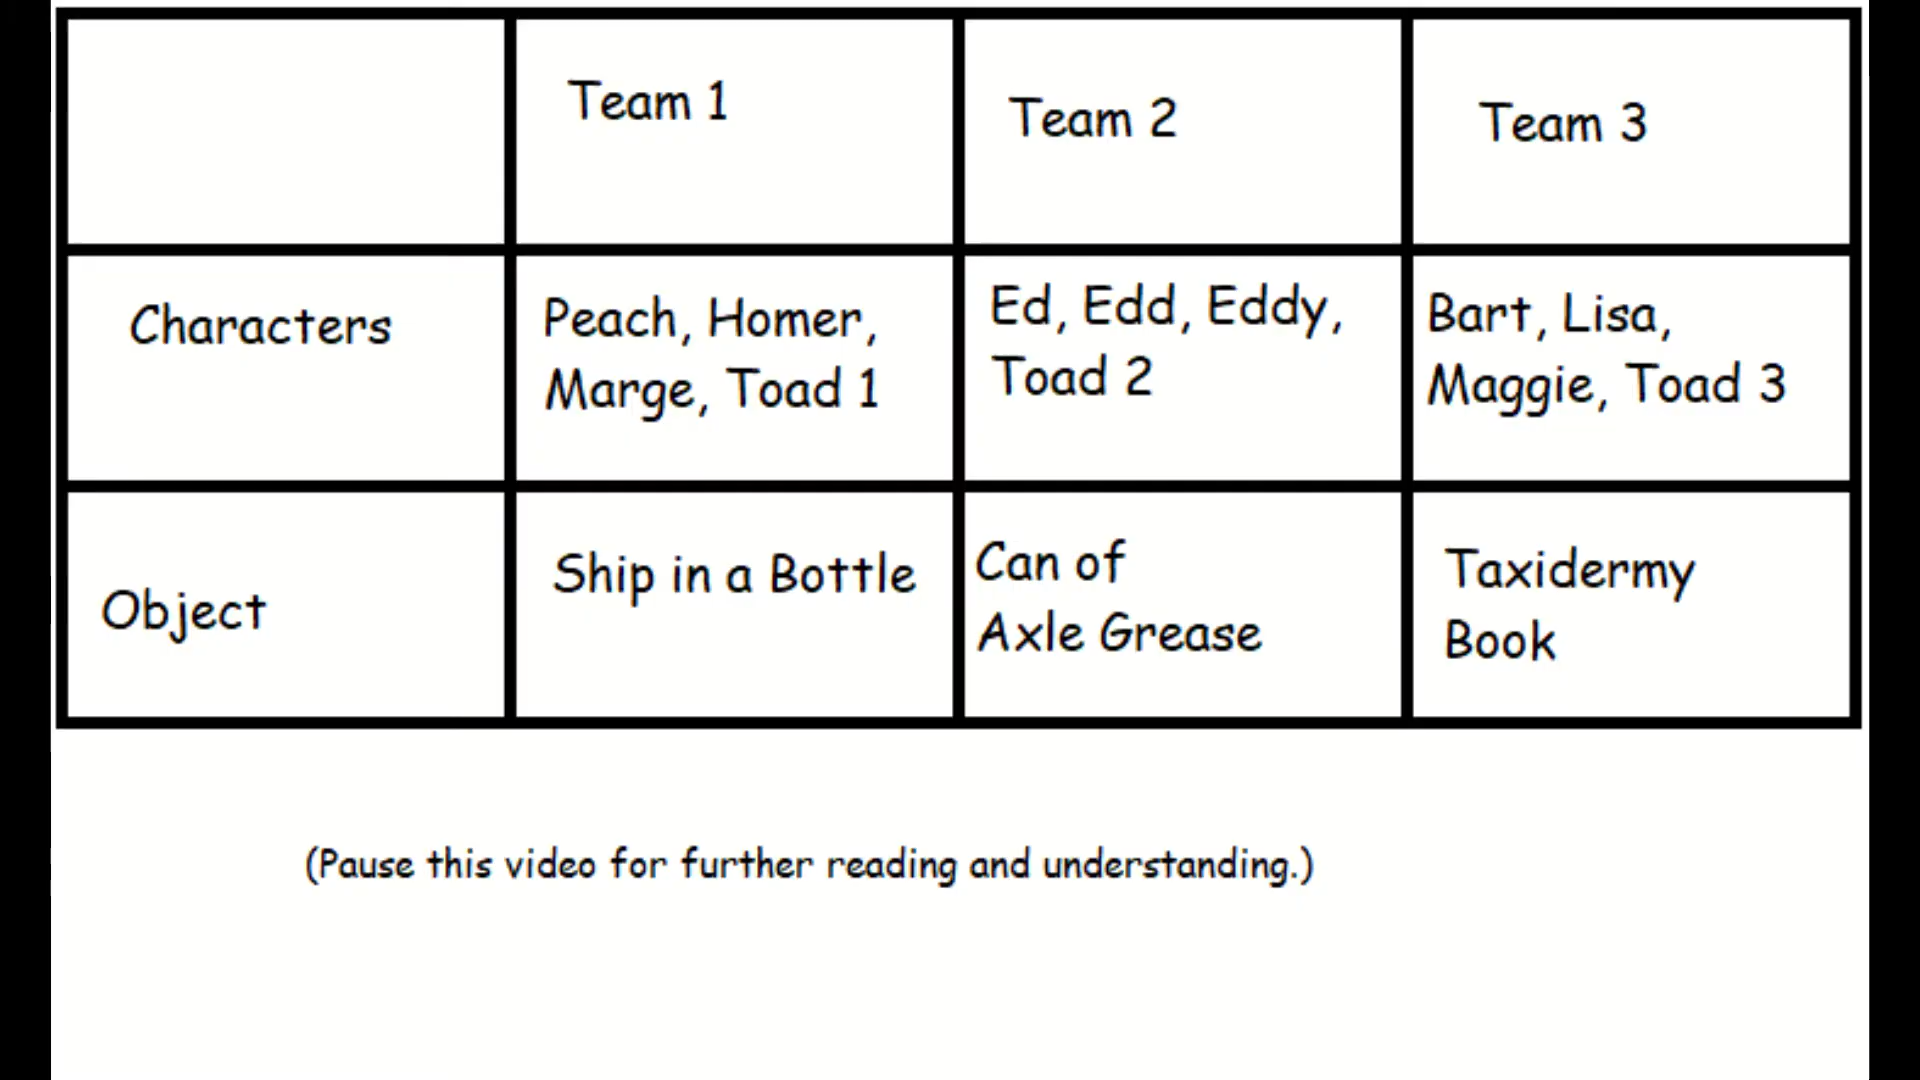 Team 1
Team 2
Team 3
Characters
Peach, Homer,
Marge, Toad 1
Ed, Edd, Eddy,
Toad 2
Bart, Lisa,
Maggie, Toad 3
Object
Ship in a Bottle
Can of
Axle Grease
Taxidermy
Book
(Pause this video for further reading and understanding.)